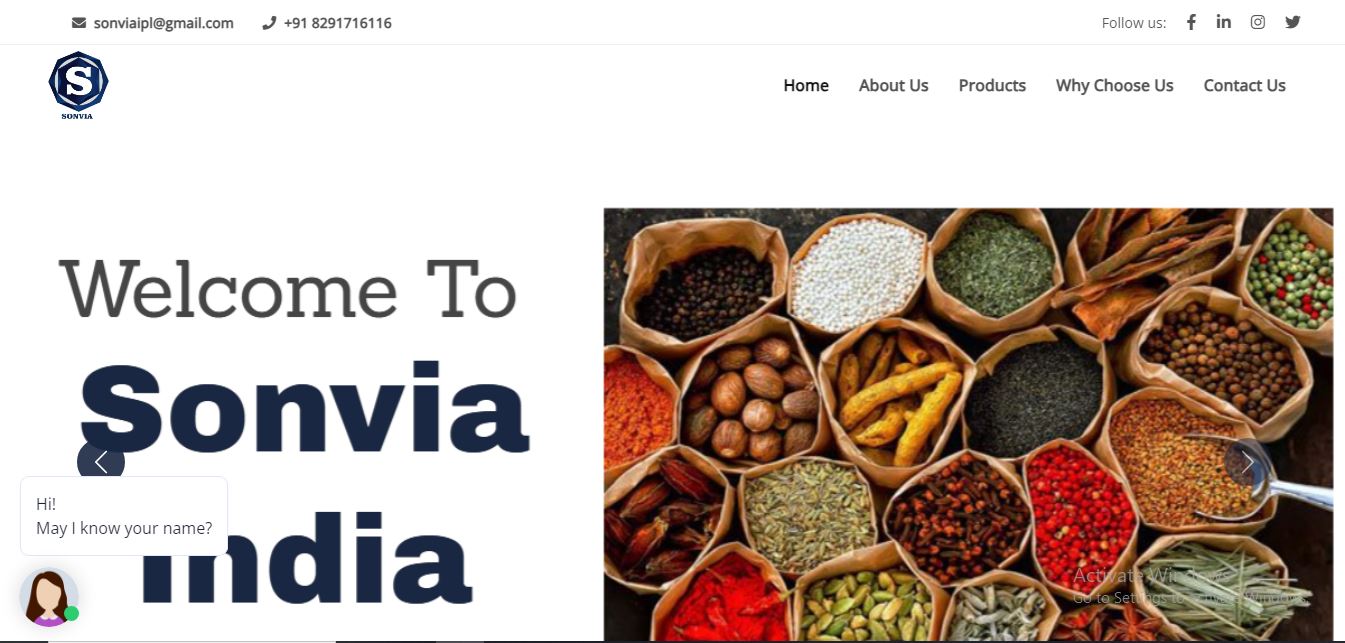 sonviaipl@gmail.com +91 8291716116 Follow us:
S
SONVIA
Home About Us Products Why Choose Us Contact Us
Welcome To
Sonvia
India
Hi!
May I know your name?
Activate Windows
Go to Settings to activate Windows.